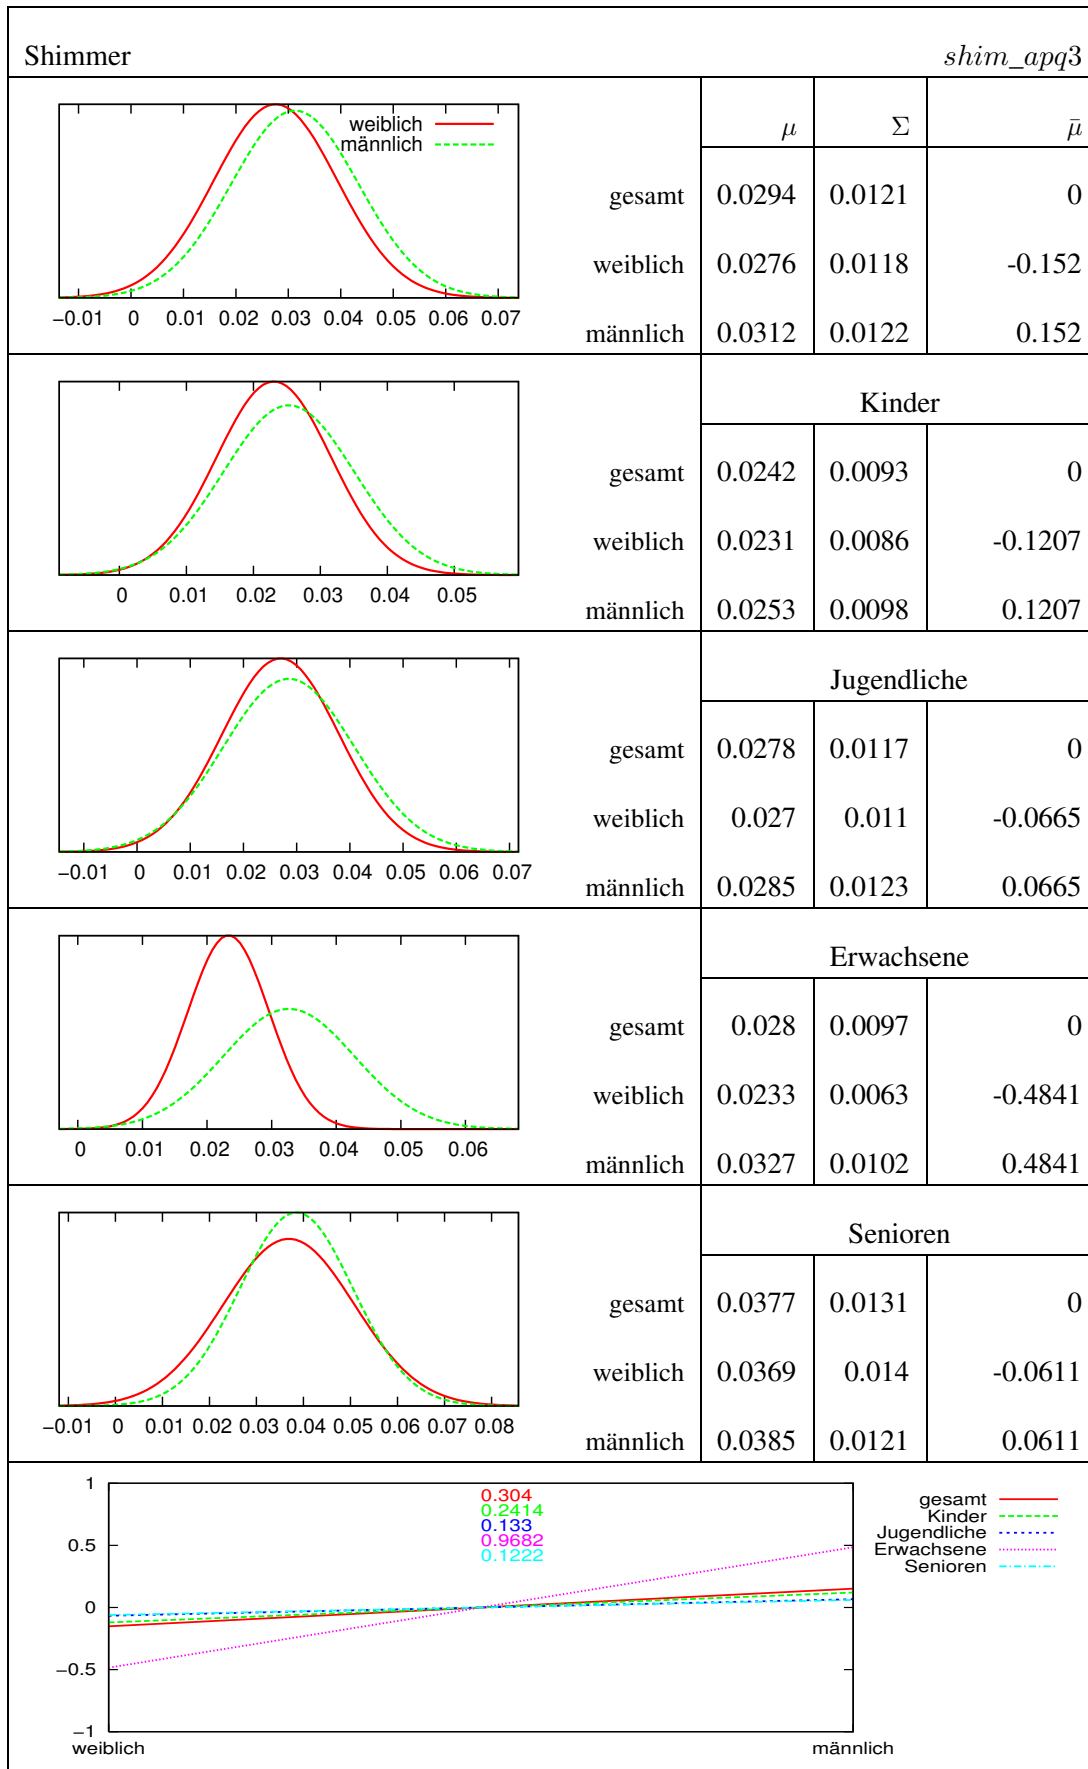 Shimmer shim_apq3
μ Σ μ̄
weiblich
männlich
−0.01 0 0.01 0.02 0.03 0.04 0.05 0.06 0.07
gesamt 0.0294 0.0121 0
weiblich 0.0276 0.0118 -0.152
männlich 0.0312 0.0122 0.152
Kinder
0 0.01 0.02 0.03 0.04 0.05
gesamt 0.0242 0.0093 0
weiblich 0.0231 0.0086 -0.1207
männlich 0.0253 0.0098 0.1207
Jugendliche
−0.01 0 0.01 0.02 0.03 0.04 0.05 0.06 0.07
gesamt 0.0278 0.0117 0
weiblich 0.027 0.011 -0.0665
männlich 0.0285 0.0123 0.0665
Erwachsene
0 0.01 0.02 0.03 0.04 0.05 0.06
gesamt 0.028 0.0097 0
weiblich 0.0233 0.0063 -0.4841
männlich 0.0327 0.0102 0.4841
Senioren
−0.01 0 0.01 0.02 0.03 0.04 0.05 0.06 0.07 0.08
gesamt 0.0377 0.0131 0
weiblich 0.0369 0.014 -0.0611
männlich 0.0385 0.0121 0.0611
1
0.5
0
−0.5
−1
0.304
0.2414
0.133
0.9682
0.1222
gesamt
Kinder
Jugendliche
Erwachsene
Senioren
weiblich männlich